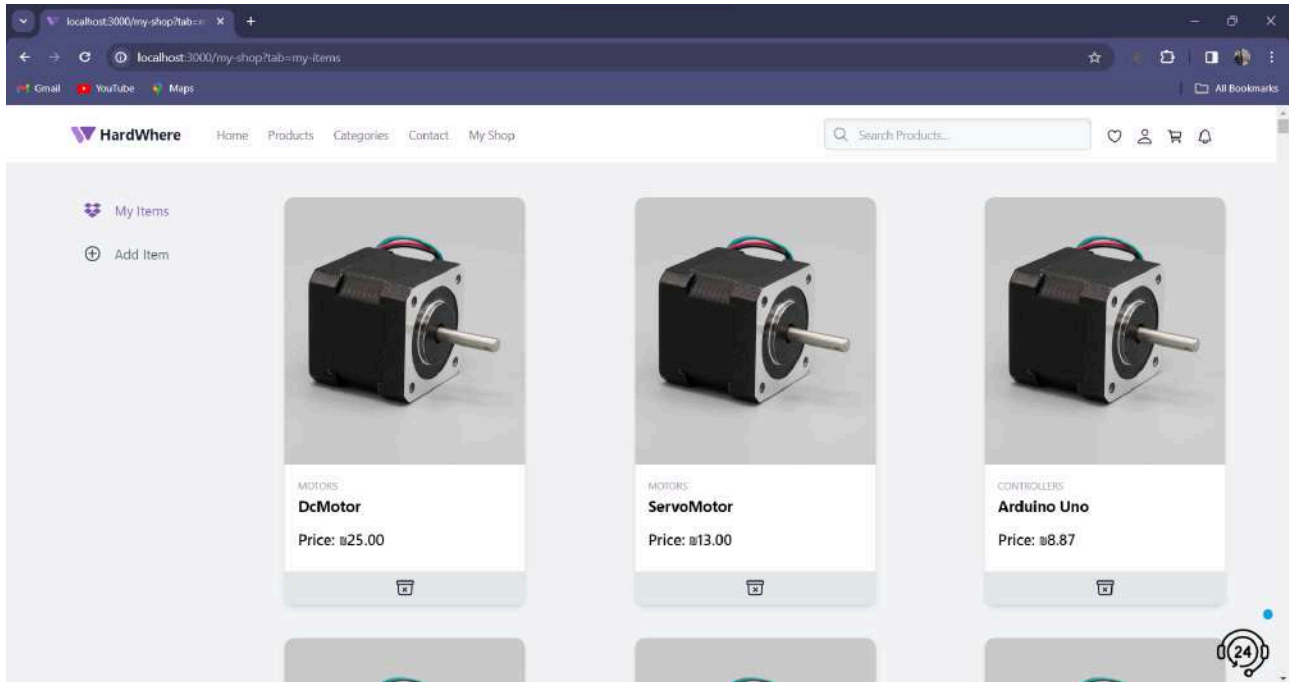 localhost:3000/my-shop?tab=
localhost:3000/my-shop?tab=my-items
Gmail YouTube Maps All Bookmarks
HardWhere Home Products Categories Contact My Shop Search Products...
My Items
Add Item
MOTORS MOTORS CONTROLLERS
DcMotor ServoMotor Arduino Uno
Price: ₪25.00 Price: ₪13.00 Price: ₪8.87
24